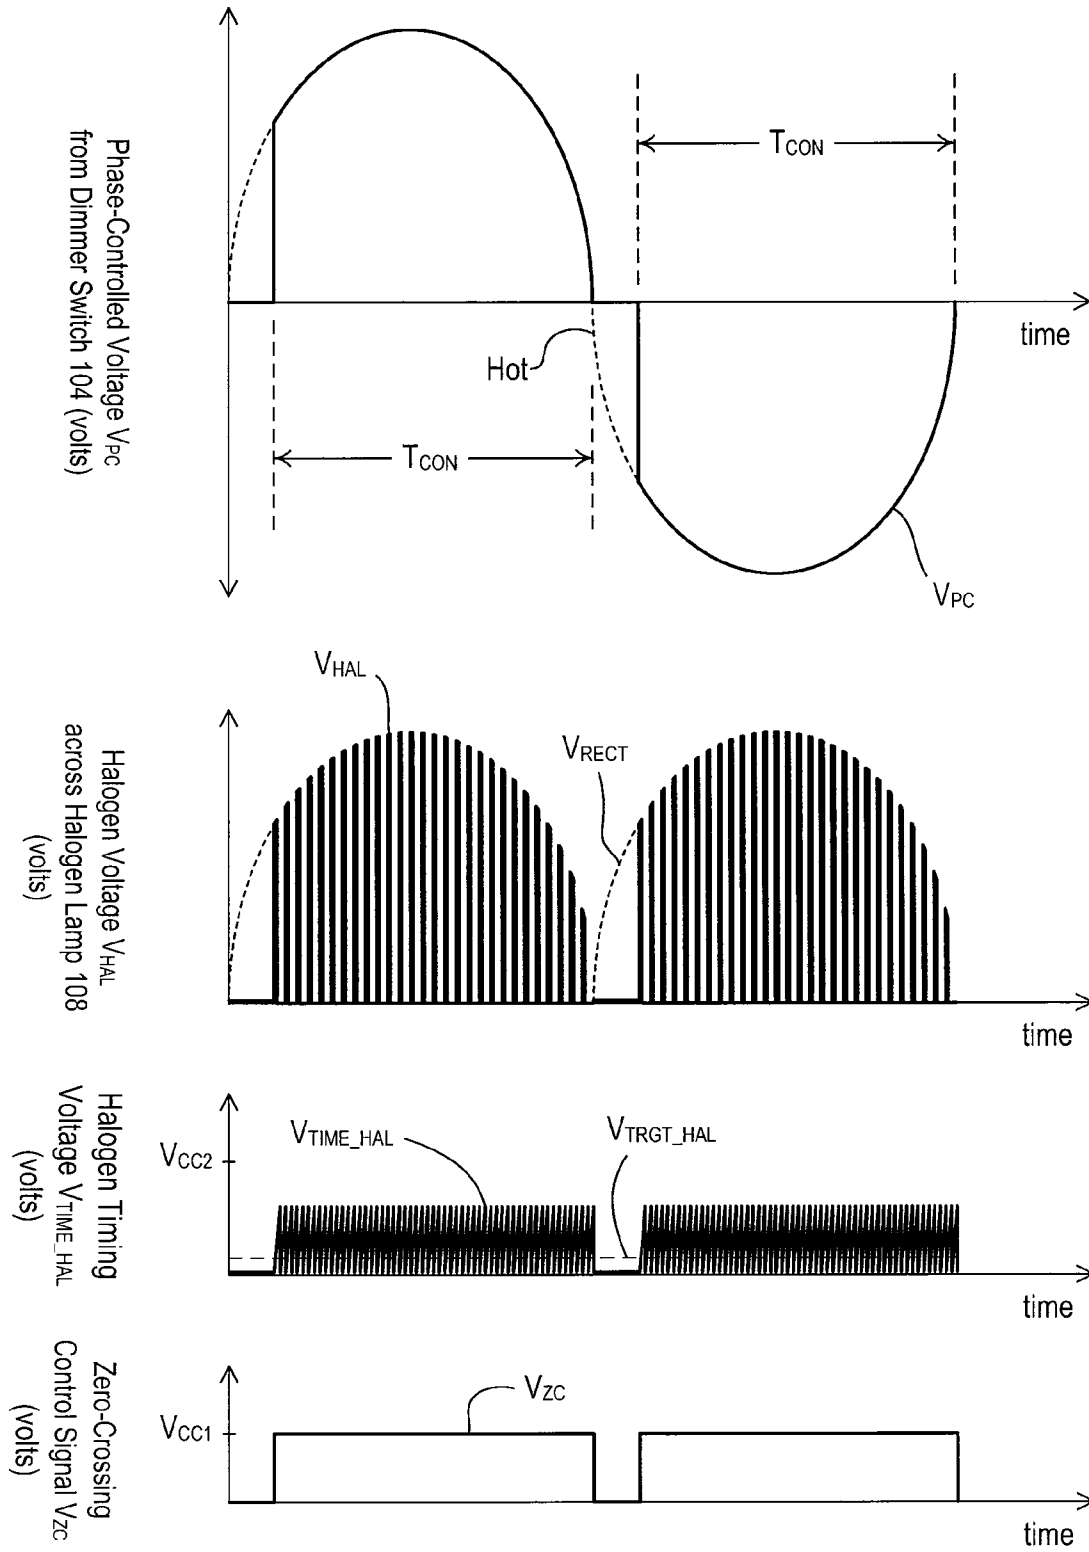 Phase-Controlled Voltage VPC
from Dimmer Switch 104 (volts)
TCON
time
Hot
TCON
VPC
Halogen Voltage VHAL
across Halogen Lamp 108
(volts)
VHAL
VRECT
time
Halogen Timing
Voltage VTIME_HAL
(volts)
VCC2
VTIME_HAL
VTRGT_HAL
time
Zero-Crossing
Control Signal VZC
(volts)
VCC1
VZC
time